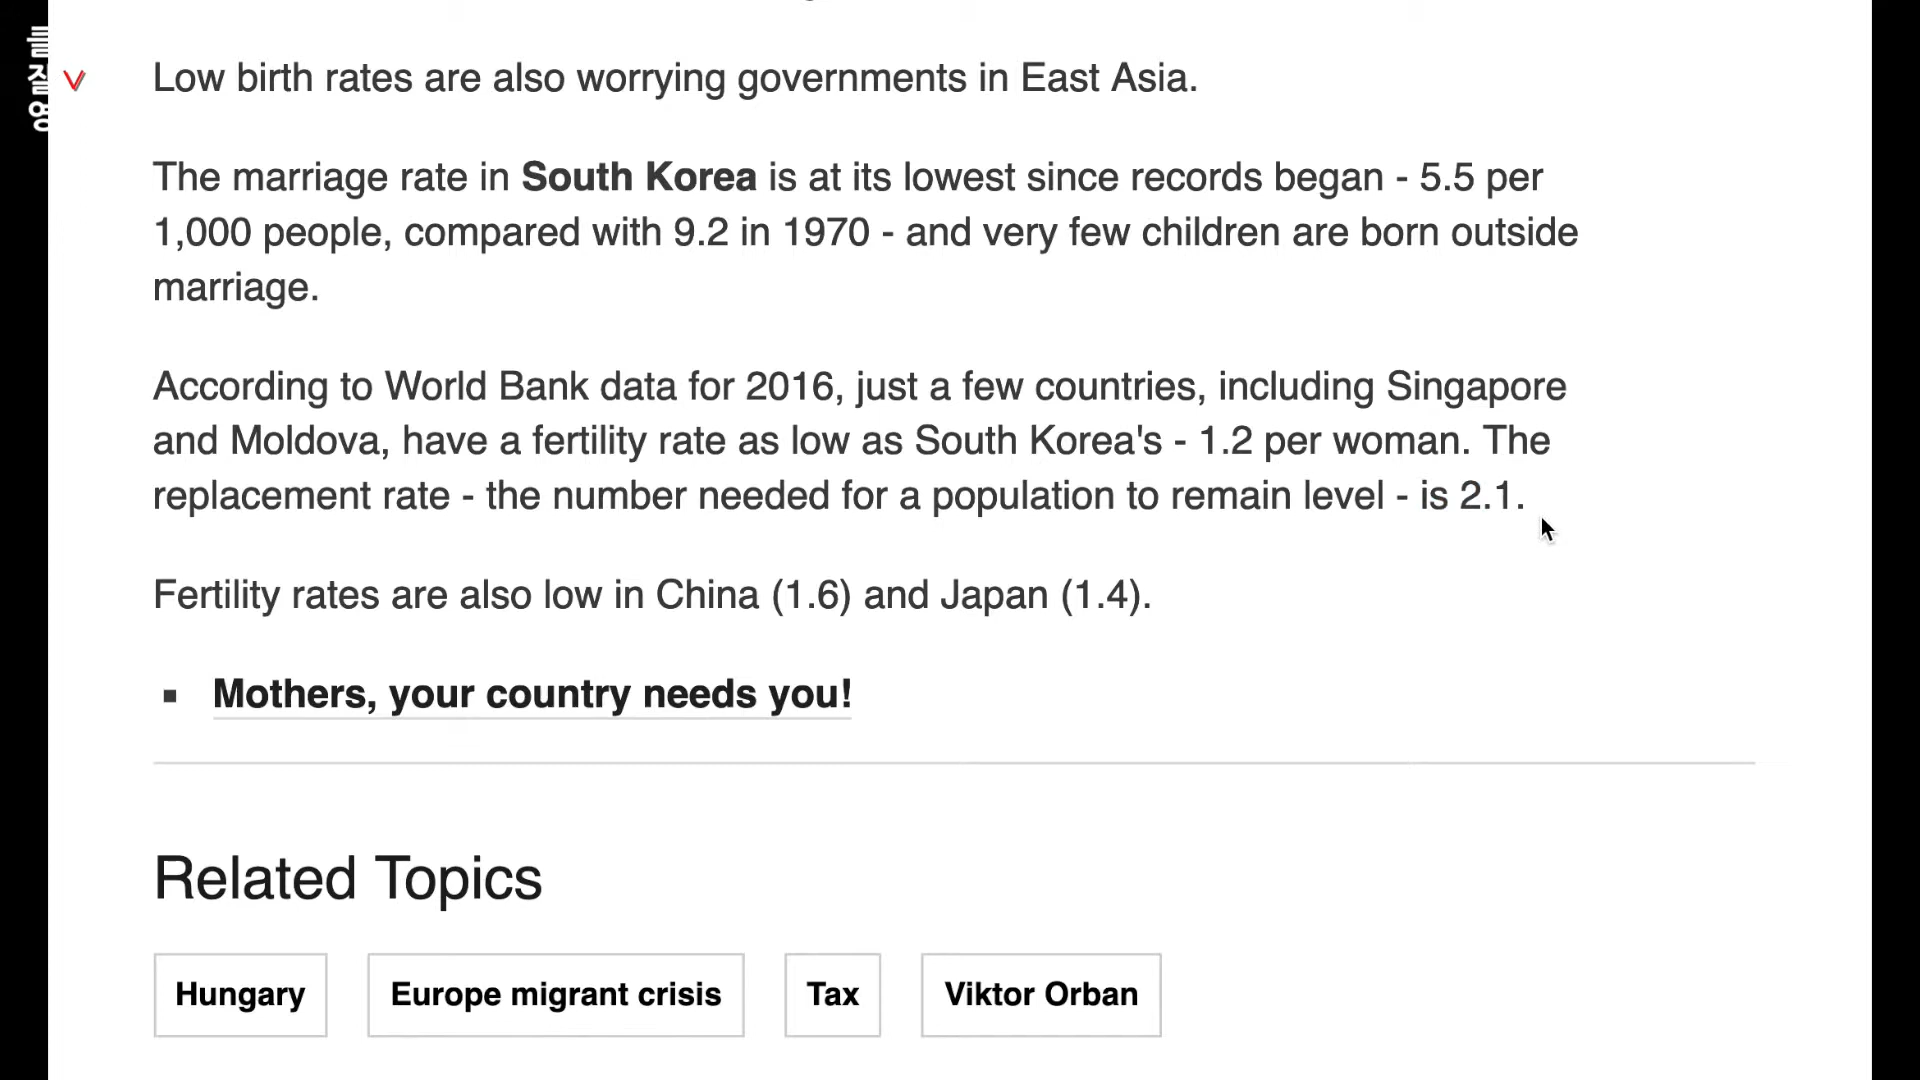 Low birth rates are also worrying governments in East Asia.
The marriage rate in South Korea is at its lowest since records began - 5.5 per
1,000 people, compared with 9.2 in 1970 - and very few children are born outside
marriage.
According to World Bank data for 2016, just a few countries, including Singapore
and Moldova, have a fertility rate as low as South Korea's - 1.2 per woman. The
replacement rate - the number needed for a population to remain level - is 2.1.
Fertility rates are also low in China (1.6) and Japan (1.4).
Mothers, your country needs you!
Related Topics
Hungary
Europe migrant crisis
Tax
Viktor Orban